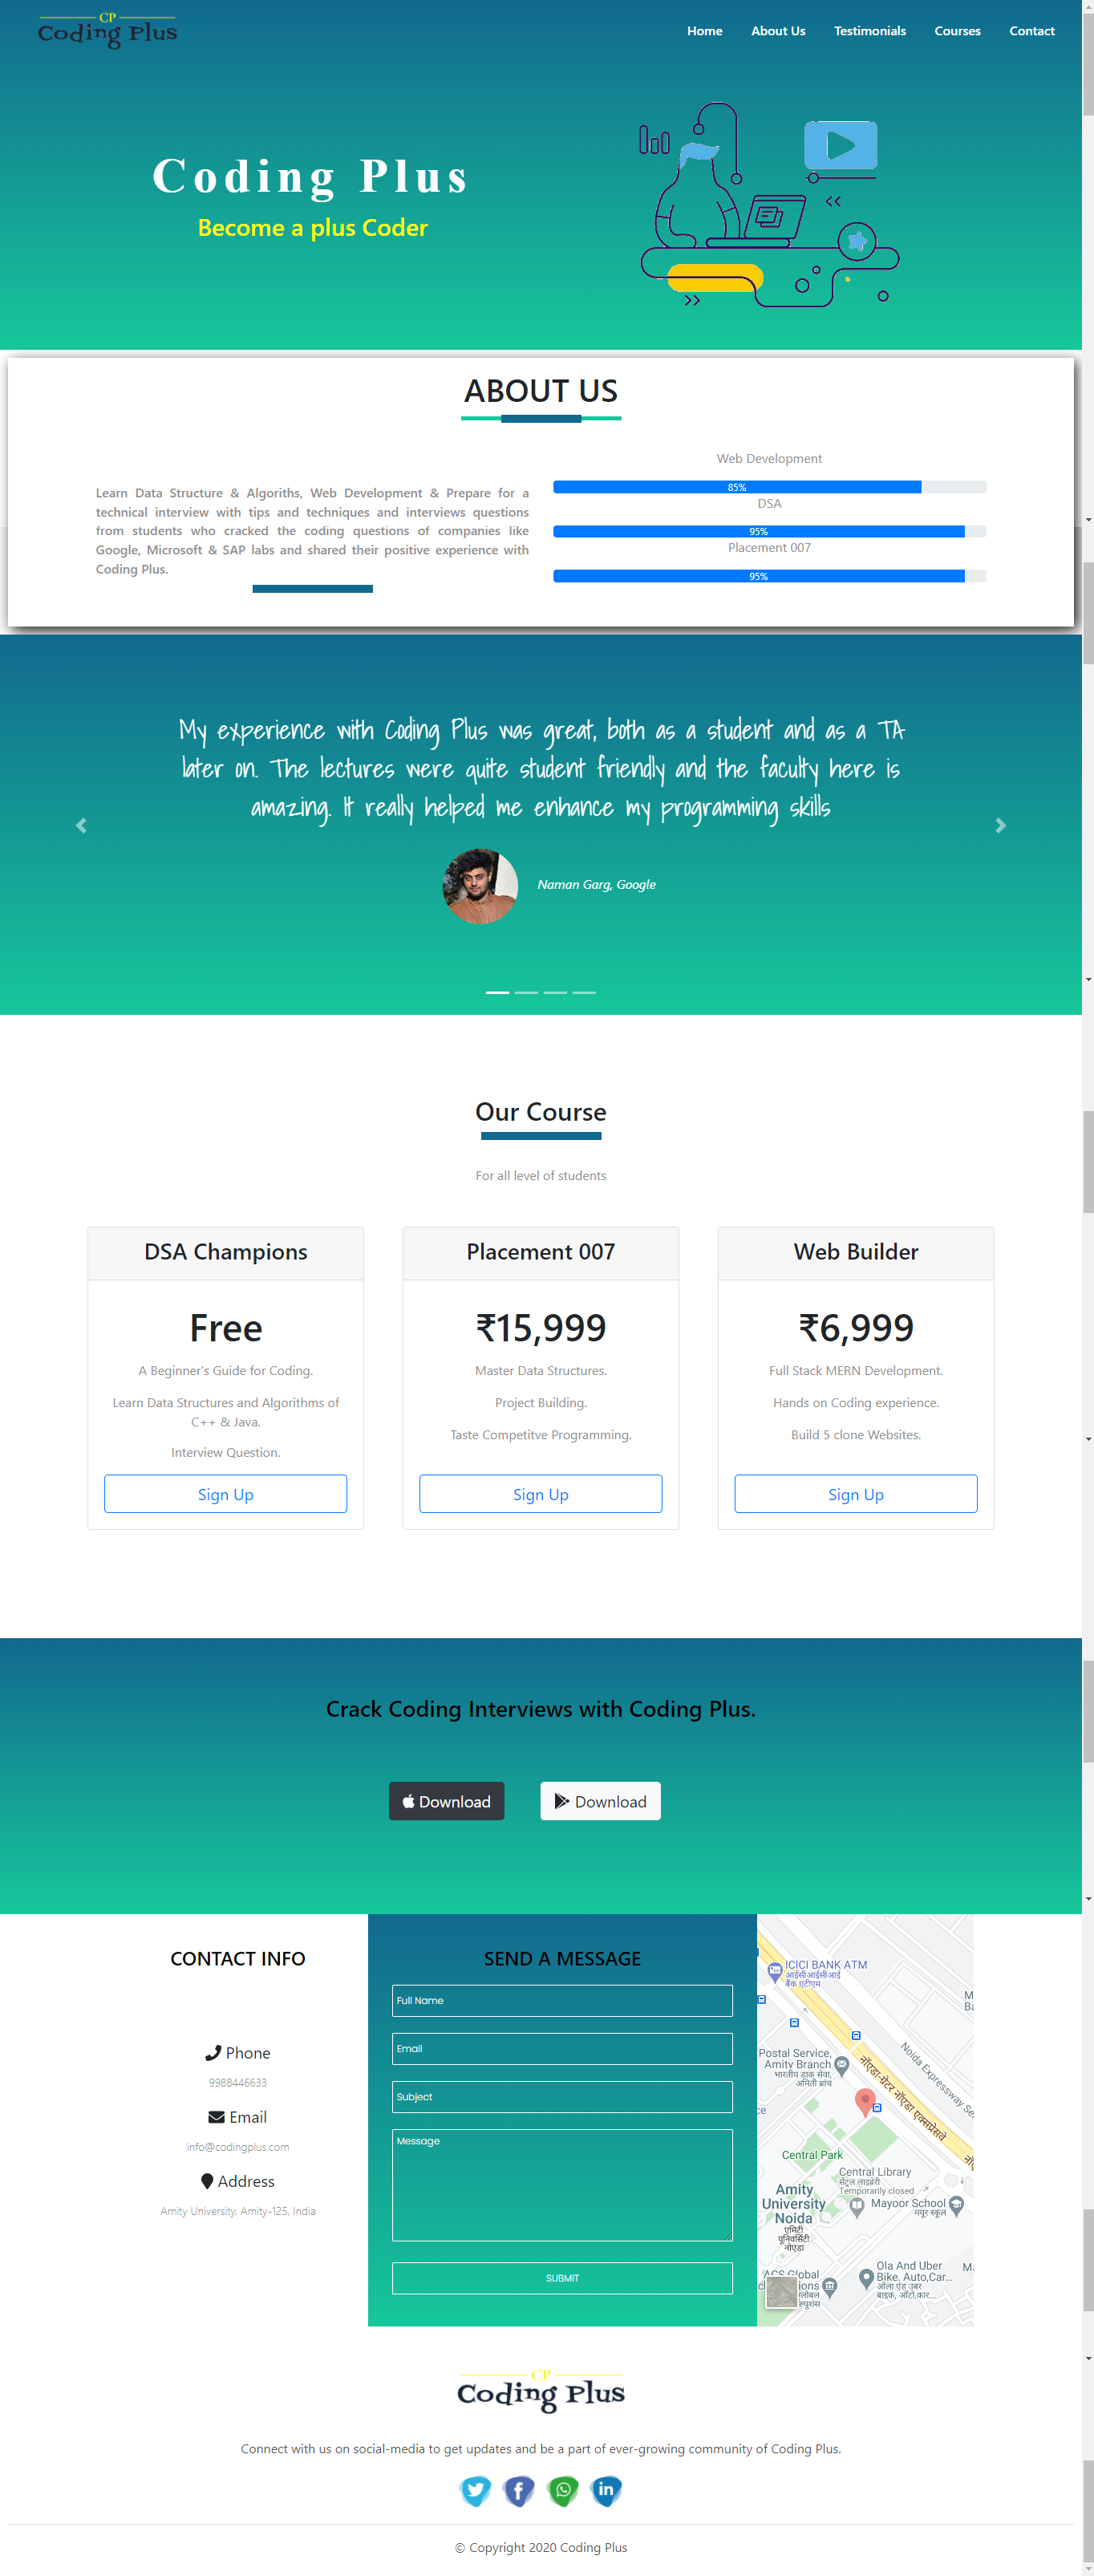 CP
Coding Plus
Home About Us Testimonials Courses Contact
Coding Plus
Become a plus Coder
ABOUT US
Learn Data Structure & Algoriths, Web Development & Prepare for a
technical interview with tips and techniques and interviews questions
from students who cracked the coding questions of companies like
Google, Microsoft & SAP labs and shared their positive experience with
Coding Plus.
Web Development
85%
DSA
95%
Placement 007
95%
My experience with Coding Plus was great, both as a student and as a TA
later on. The lectures were quite student friendly and the faculty here is
amazing. It really helped me enhance my programming skills
Naman Garg, Google
Our Course
For all level of students
DSA Champions
Free
A Beginner's Guide for Coding.
Learn Data Structures and Algorithms of
C++ & Java.
Interview Question.
Sign Up
Placement 007
₹15,999
Master Data Structures.
Project Building.
Taste Competitve Programming.
Sign Up
Web Builder
₹6,999
Full Stack MERN Development.
Hands on Coding experience.
Build 5 clone Websites.
Sign Up
Crack Coding Interviews with Coding Plus.
Download
Download
CONTACT INFO
Phone
9988446633
Email
info@codingplus.com
Address
Amity University, Amity-125, India
SEND A MESSAGE
Full Name
Email
Subject
Message
SUBMIT
ICICI BANK ATM
आईसीआईसीआई
बैंक एटीएम
Postal Service,
Amity Branch
भारतीय डाक सेवा,
अमिती ब्रांच
Noida Expressway Se
नॉएडा-ग्रेटर नॉएडा एक्सप्रेसवे
Central Park
Central Library
सेंट्रल लाइब्रेरी
Temporarily closed
Amity
University
Noida
एमिटी
यूनिवर्सिटी
नोएडा
Mayoor School
मयूर स्कूल
ACS Global
Ola And Uber
Bike. Auto,Car...
ओला एंड उबर
बाइक, ऑटो,कार...
CP
Coding Plus
Connect with us on social-media to get updates and be a part of ever-growing community of Coding Plus.
© Copyright 2020 Coding Plus